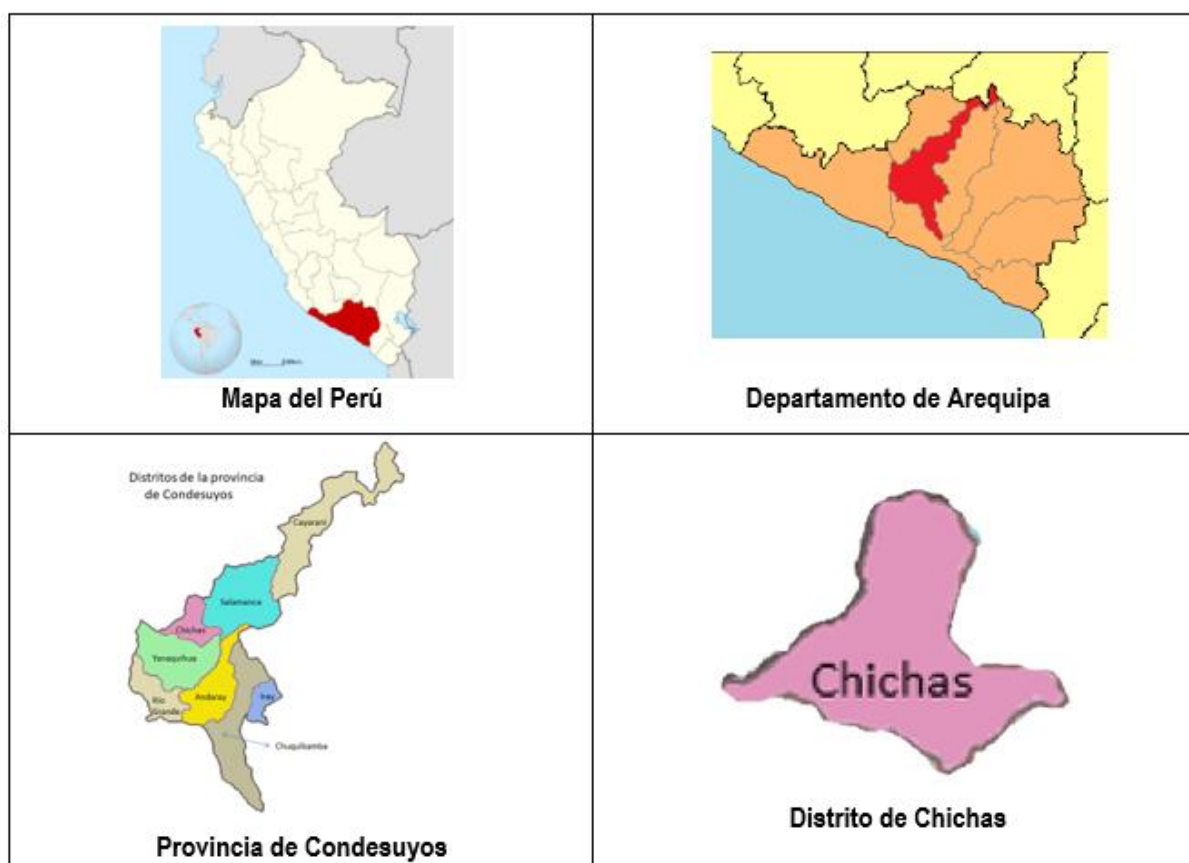 Mapa del Perú
Departamento de Arequipa
Distritos de la provincia
de Condesuyos
Cayarani
Salamanca
Chichas
Yanaquihua
Andaray
Iray
Río
Grande
Chuquibamba
Provincia de Condesuyos
Chichas
Distrito de Chichas